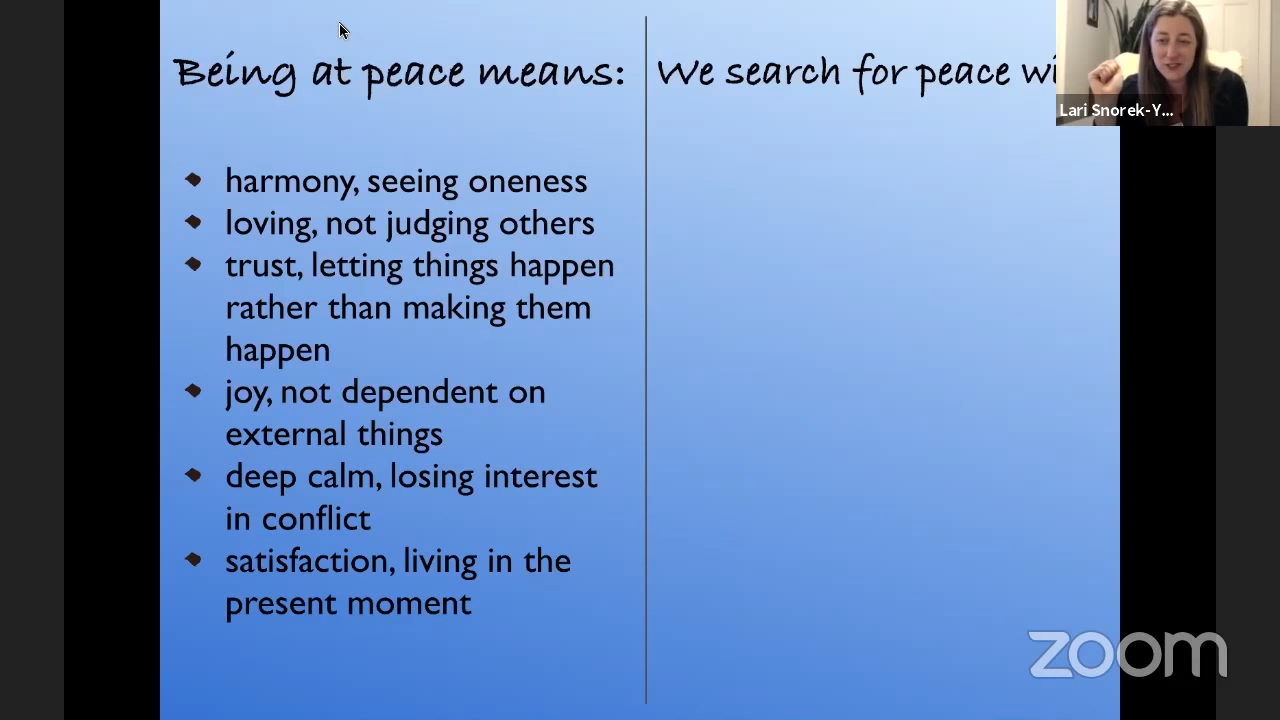 Being at peace means:
We search for peace wi
Lari Snorek-Y...
harmony, seeing oneness
loving, not judging others
trust, letting things happen
rather than making them
happen
joy, not dependent on
external things
deep calm, losing interest
in conflict
satisfaction, living in the
present moment
zoom